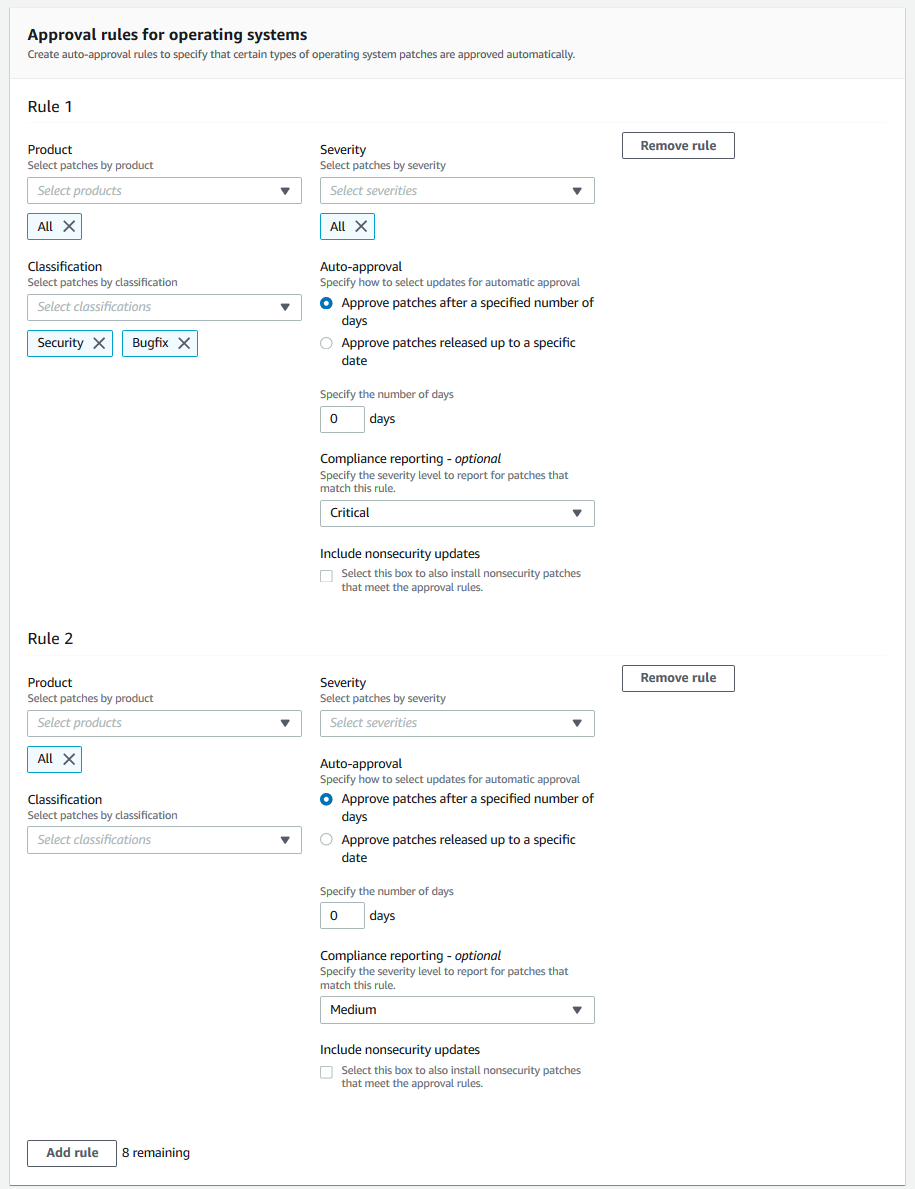 Approval rules for operating systems
Create auto-approval rules to specify that certain types of operating system patches are approved automatically.
Rule 1
Remove rule
Product
Select patches by product
Select products
All
Severity
Select patches by severity
Select severities
All
Classification
Select patches by classification
Select classifications
Security
Bugfix
Auto-approval
Specify how to select updates for automatic approval
Approve patches after a specified number of
days
Approve patches released up to a specific
date
Specify the number of days
0 days
Compliance reporting - optional
Specify the severity level to report for patches that
match this rule.
Critical
Include nonsecurity updates
Select this box to also install nonsecurity patches
that meet the approval rules.
Rule 2
Remove rule
Product
Select patches by product
Select products
All
Severity
Select patches by severity
Select severities
Classification
Select patches by classification
Select classifications
Auto-approval
Specify how to select updates for automatic approval
Approve patches after a specified number of
days
Approve patches released up to a specific
date
Specify the number of days
0 days
Compliance reporting - optional
Specify the severity level to report for patches that
match this rule.
Medium
Include nonsecurity updates
Select this box to also install nonsecurity patches
that meet the approval rules.
Add rule 8 remaining